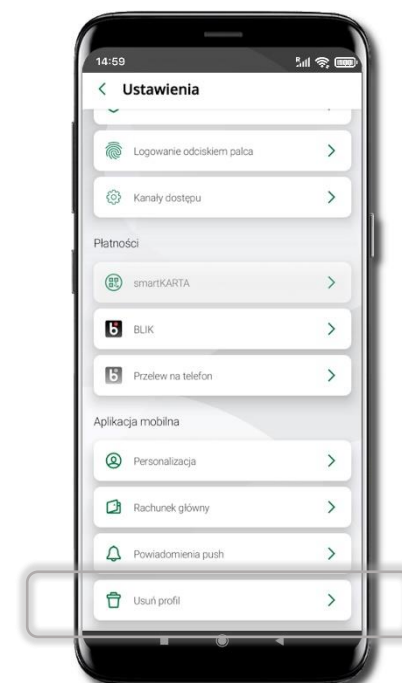 14:59
Ustawienia
Logowanie odciskiem palca
Kanały dostępu
Płatności
smartKARTA
BLIK
Przelew na telefon
Aplikacja mobilna
Personalizacja
Rachunek główny
Powiadomienia push
Usuń profil